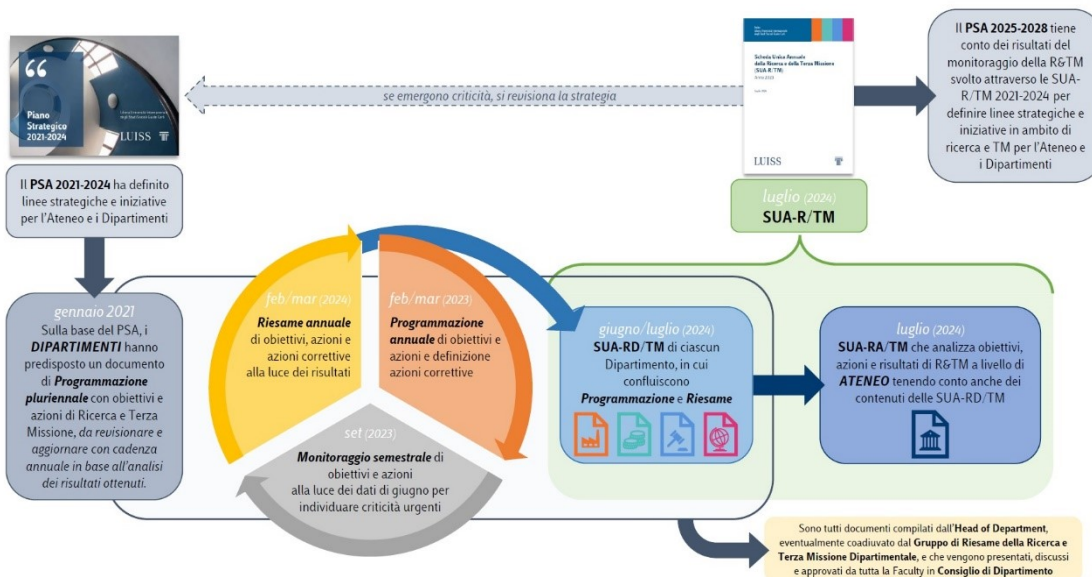 “
Piano
Strategico
2021-2024
LUISS
Il PSA 2021-2024 ha definito
linee strategiche e iniziative
per l'Ateneo e i Dipartimenti
se emergono criticità, si revisiona la strategia
Scheda Unica Annuale
della Ricerca e della Terza Missione
(SUA-R/TM)
LUISS
Il PSA 2025-2028 tiene
conto dei risultati del
monitoraggio della R&TM
svolto attraverso le SUA-
R/TM 2021-2024 per
definire linee strategiche e
iniziative in ambito di
ricerca e TM per l'Ateneo e
i Dipartimenti
luglio (2024)
SUA-R/TM
gennaio 2021
Sulla base del PSA, i
DIPARTIMENTI hanno
predisposto un documento
di Programmazione
pluriennale con obiettivi e
azioni di Ricerca e Terza
Missione, da revisionare e
aggiornare con cadenza
annuale in base all'analisi
dei risultati ottenuti.
feb/mar (2024)
Riesame annuale
di obiettivi, azioni e
azioni correttive
alla luce dei risultati
feb/mar (2023)
Programmazione
annuale di obiettivi e
azioni e definizione
azioni correttive
set (2023)
Monitoraggio semestrale di
obiettivi e azioni
alla luce dei dati di giugno per
individuare criticità urgenti
giugno/luglio (2024)
SUA-RD/TM di ciascun
Dipartimento, in cui
confluiscono
Programmazione e Riesame
luglio (2024)
SUA-RA/TM che analizza obiettivi,
azioni e risultati di R&TM a livello di
ATENEO tenendo conto anche dei
contenuti delle SUA-RD/TM
Sono tutti documenti compilati dall'Head of Department,
eventualmente coadiuvato dal Gruppo di Riesame della Ricerca e
Terza Missione Dipartimentale, e che vengono presentati, discussi
e approvati da tutta la Faculty in Consiglio di Dipartimento